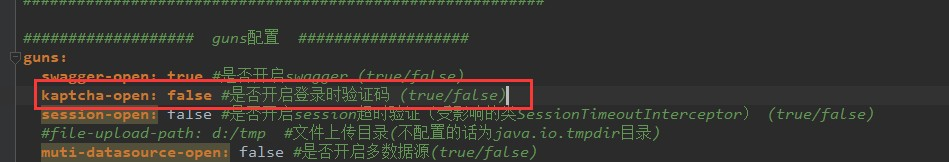 ################### guns配置 ###################
guns:
swagger-open: true #是否开启swagger (true/false)
kaptcha-open: false #是否开启登录时验证码 (true/false)
session-open: false #是否开启session超时验证（受影响的类SessionTimeoutInterceptor） (true/false)
#file-upload-path: d:/tmp #文件上传目录(不配置的话为java.io.tmpdir目录)
muti-datasource-open: false #是否开启多数据源(true/false)